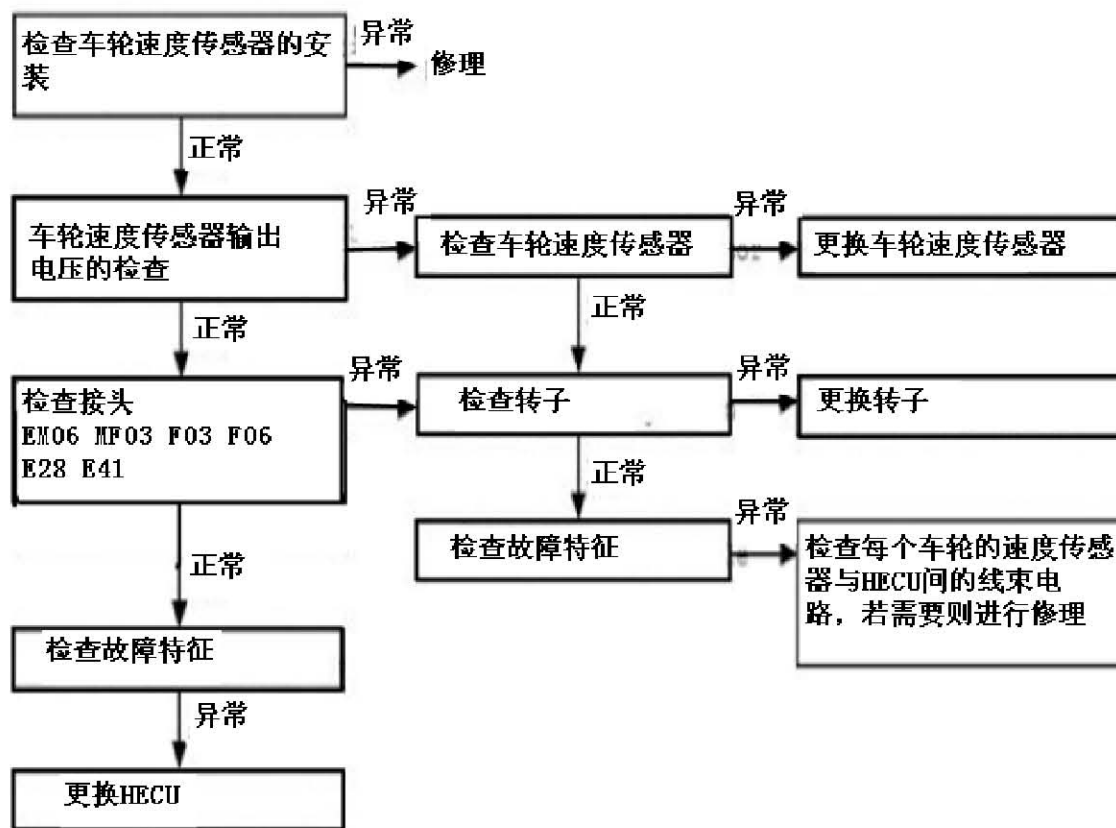 检查车轮速度传感器的安
装
异常
修理
正常
车轮速度传感器输出
电压的检查
异常
检查车轮速度传感器
异常
更换车轮速度传感器
正常
正常
检查接头
EM06 MF03 F03 F06
E28 E41
异常
检查转子
异常
更换转子
正常
正常
检查故障特征
异常
检查每个车轮的速度传感
器与HECU间的线束电
路，若需要则进行修理
检查故障特征
异常
更换HECU